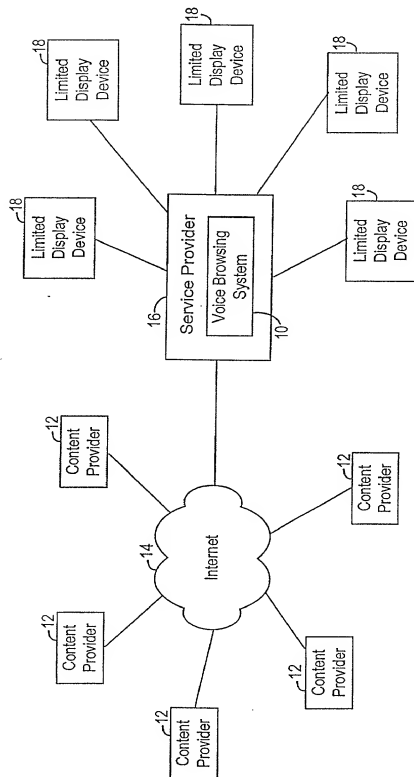 12
Content
Provider
12
Content
Provider
18
Limited
Display
Device
18
Limited
Display
Device
12
Content
Provider
14
Internet
16
Service Provider
Voice Browsing
System
10
18
Limited
Display
Device
12
Content
Provider
12
Content
Provider
18
Limited
Display
Device
18
Limited
Display
Device